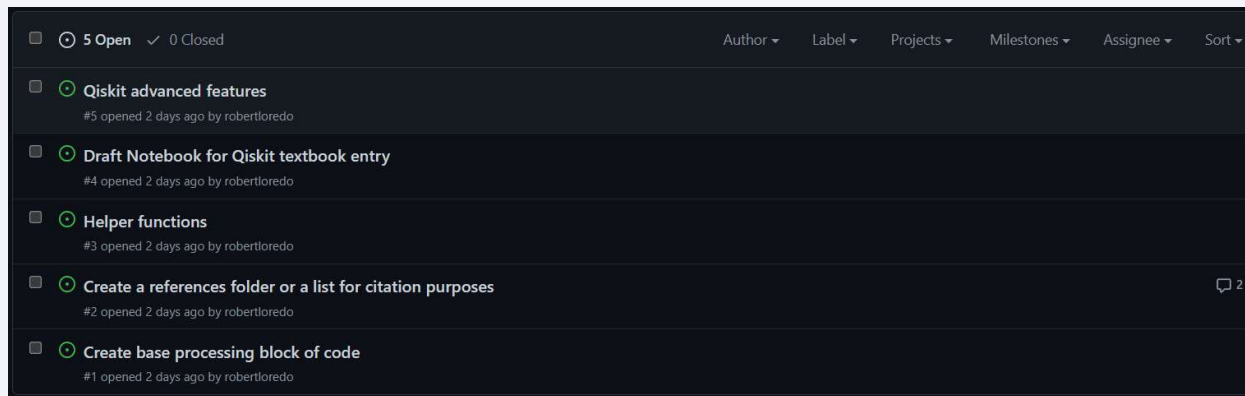 5 Open 0 Closed Author Label Projects Milestones Assignee Sort
Qiskit advanced features
#5 opened 2 days ago by robertloredo
Draft Notebook for Qiskit textbook entry
#4 opened 2 days ago by robertloredo
Helper functions
#3 opened 2 days ago by robertloredo
Create a references folder or a list for citation purposes 2
#2 opened 2 days ago by robertloredo
Create base processing block of code
#1 opened 2 days ago by robertloredo